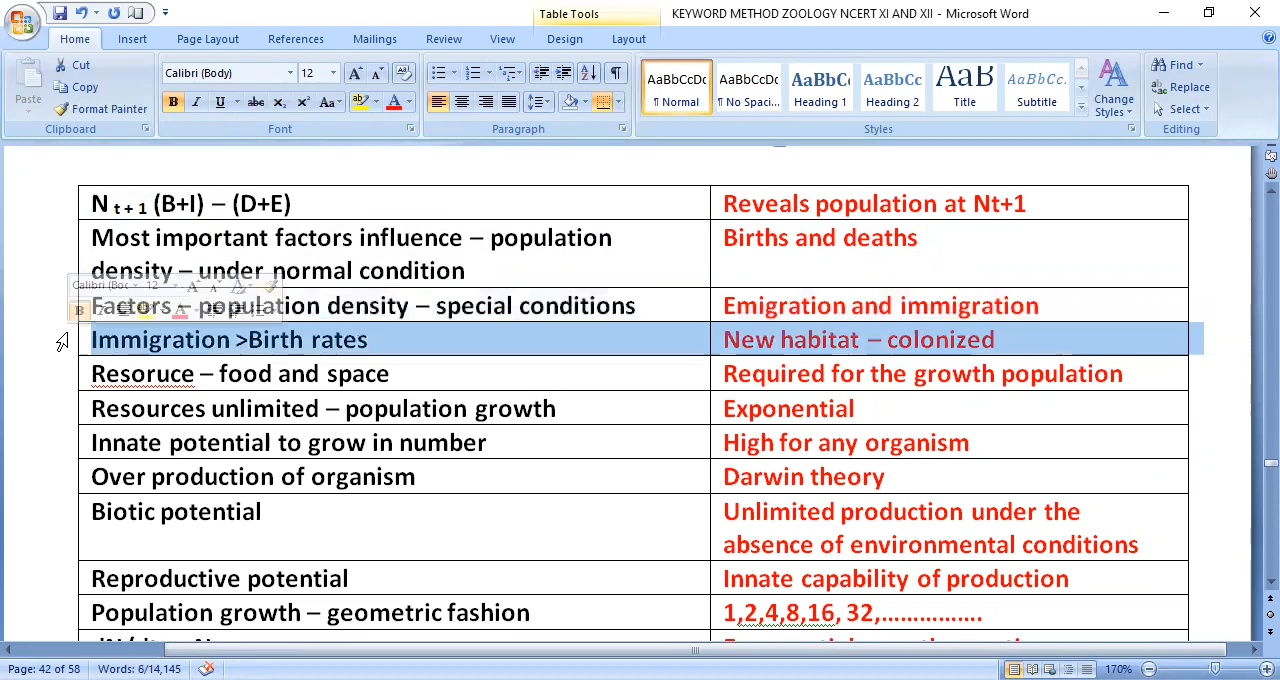 Table Tools
KEYWORD METHOD ZOOLOGY NCERT XI AND XII - Microsoft Word
Home Insert Page Layout References Mailings Review View Design Layout
Paste
Cut
Copy
Format Painter
Clipboard
Calibri (Body) 12
B I U abc X₂ X² Aa
Font
Paragraph
AaBbCcDc AaBbCcDc AaBbC AaBbCc AaB AaBbCc
¶ Normal ¶ No Spaci... Heading 1 Heading 2 Title Subtitle
Change Styles
Styles
Find
Replace
Select
Editing
N t + 1 (B+I) – (D+E) Reveals population at Nt+1
Most important factors influence – population Births and deaths
density – under normal condition
Calibri (Boc 12
Factors – population density – special conditions Emigration and immigration
Immigration >Birth rates New habitat – colonized
Resoruce – food and space Required for the growth population
Resources unlimited – population growth Exponential
Innate potential to grow in number High for any organism
Over production of organism Darwin theory
Biotic potential Unlimited production under the
absence of environmental conditions
Reproductive potential Innate capability of production
Population growth – geometric fashion 1,2,4,8,16, 32,................
Page: 42 of 58 Words: 6/14,145 170%